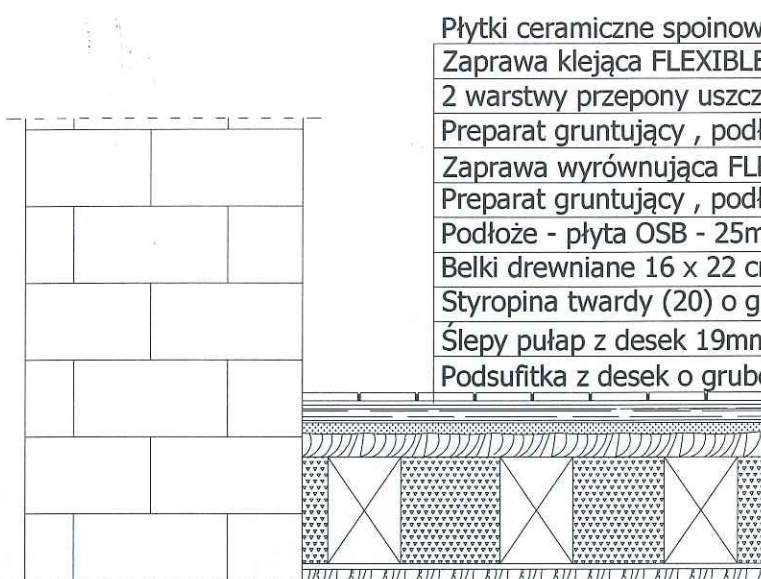 Płytki ceramiczne spoinow
Zaprawa klejąca FLEXIBLE
2 warstwy przepony uszcz
Preparat gruntujący , podł
Zaprawa wyrównująca FL
Preparat gruntujący , podł
Podłoże - płyta OSB - 25m
Belki drewniane 16 x 22 c
Styropina twardy (20) o g
Ślepy pułap z desek 19mm
Podsufitka z desek o grub